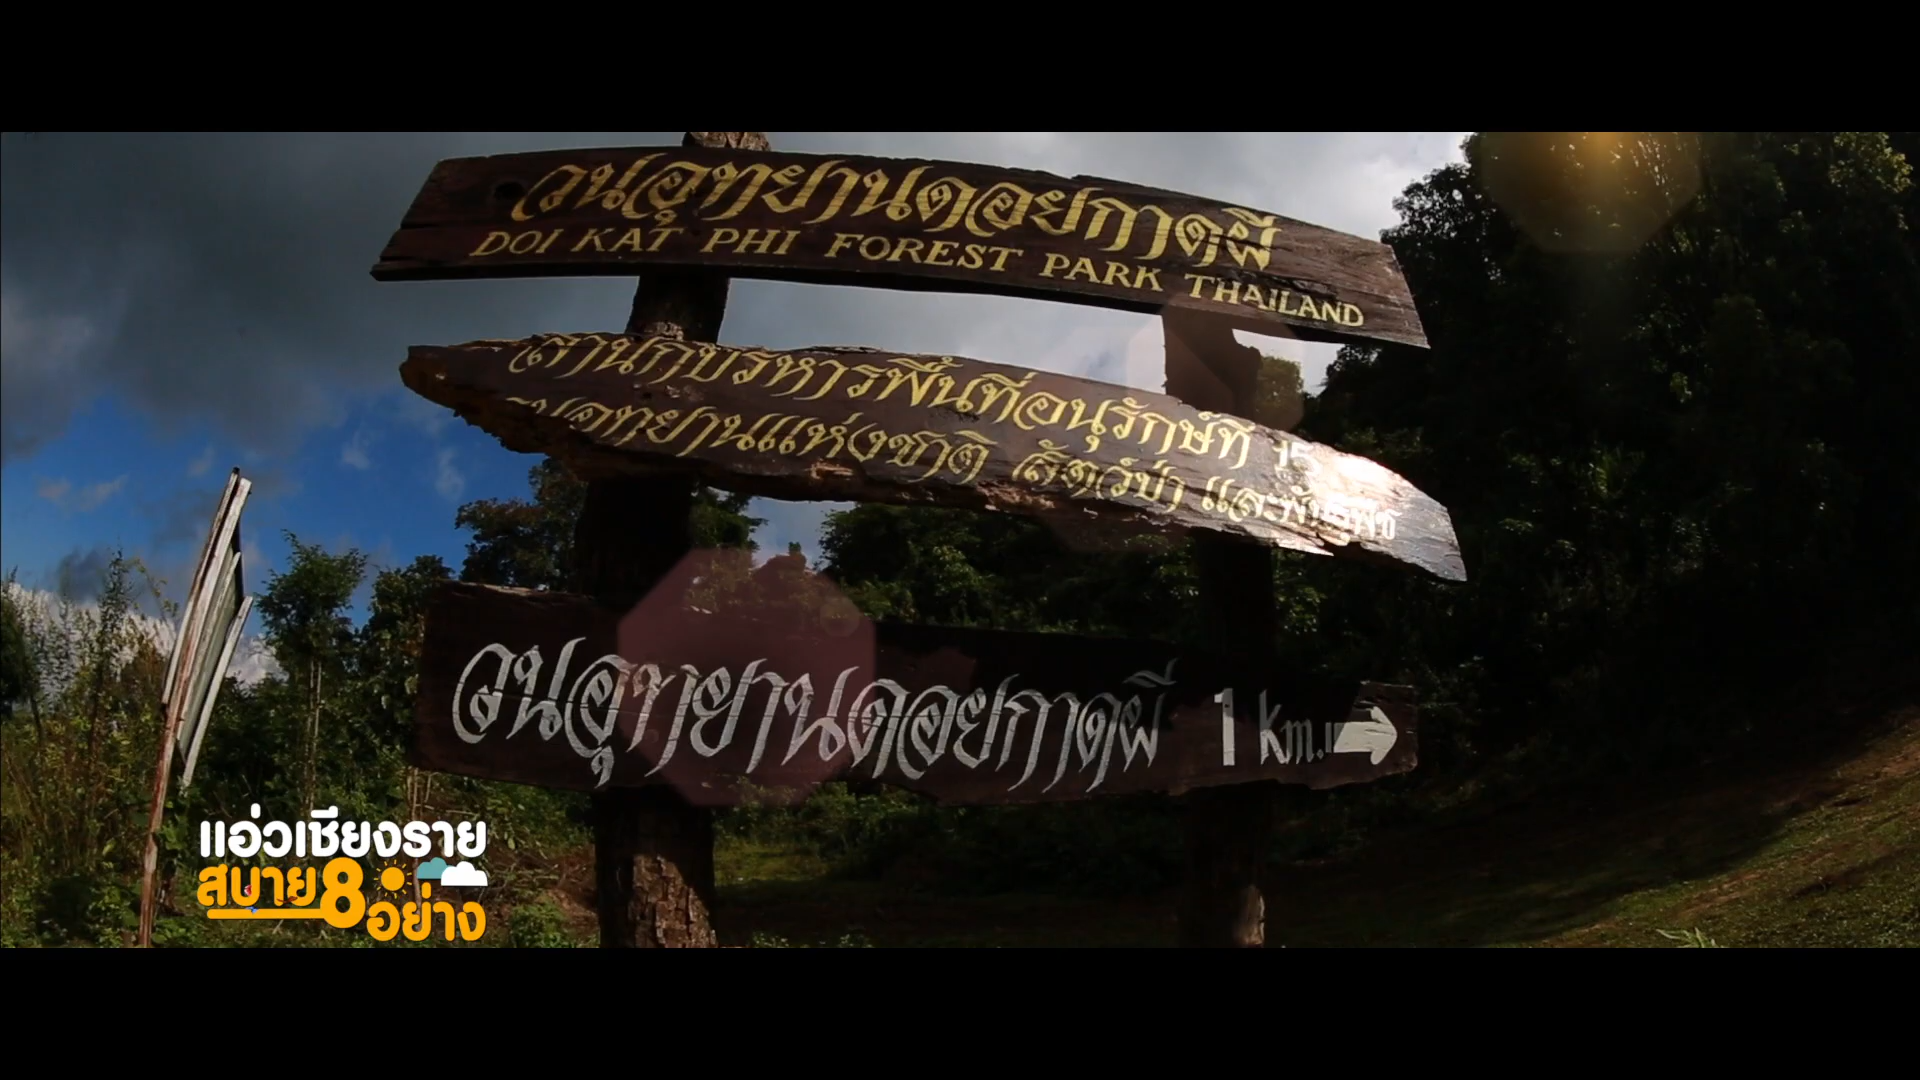 วนอุทยานดอยกาดผี
DOI KAT PHI FOREST PARK THAILAND
สำนักบริหารพื้นที่อนุรักษ์ที่ 15
อุทยานแห่งชาติ สัตว์ป่า และพันธุ์พืช
วนอุทยานดอยกาดผี 1 km.
แอ่วเชียงราย
สบาย 8
อย่าง